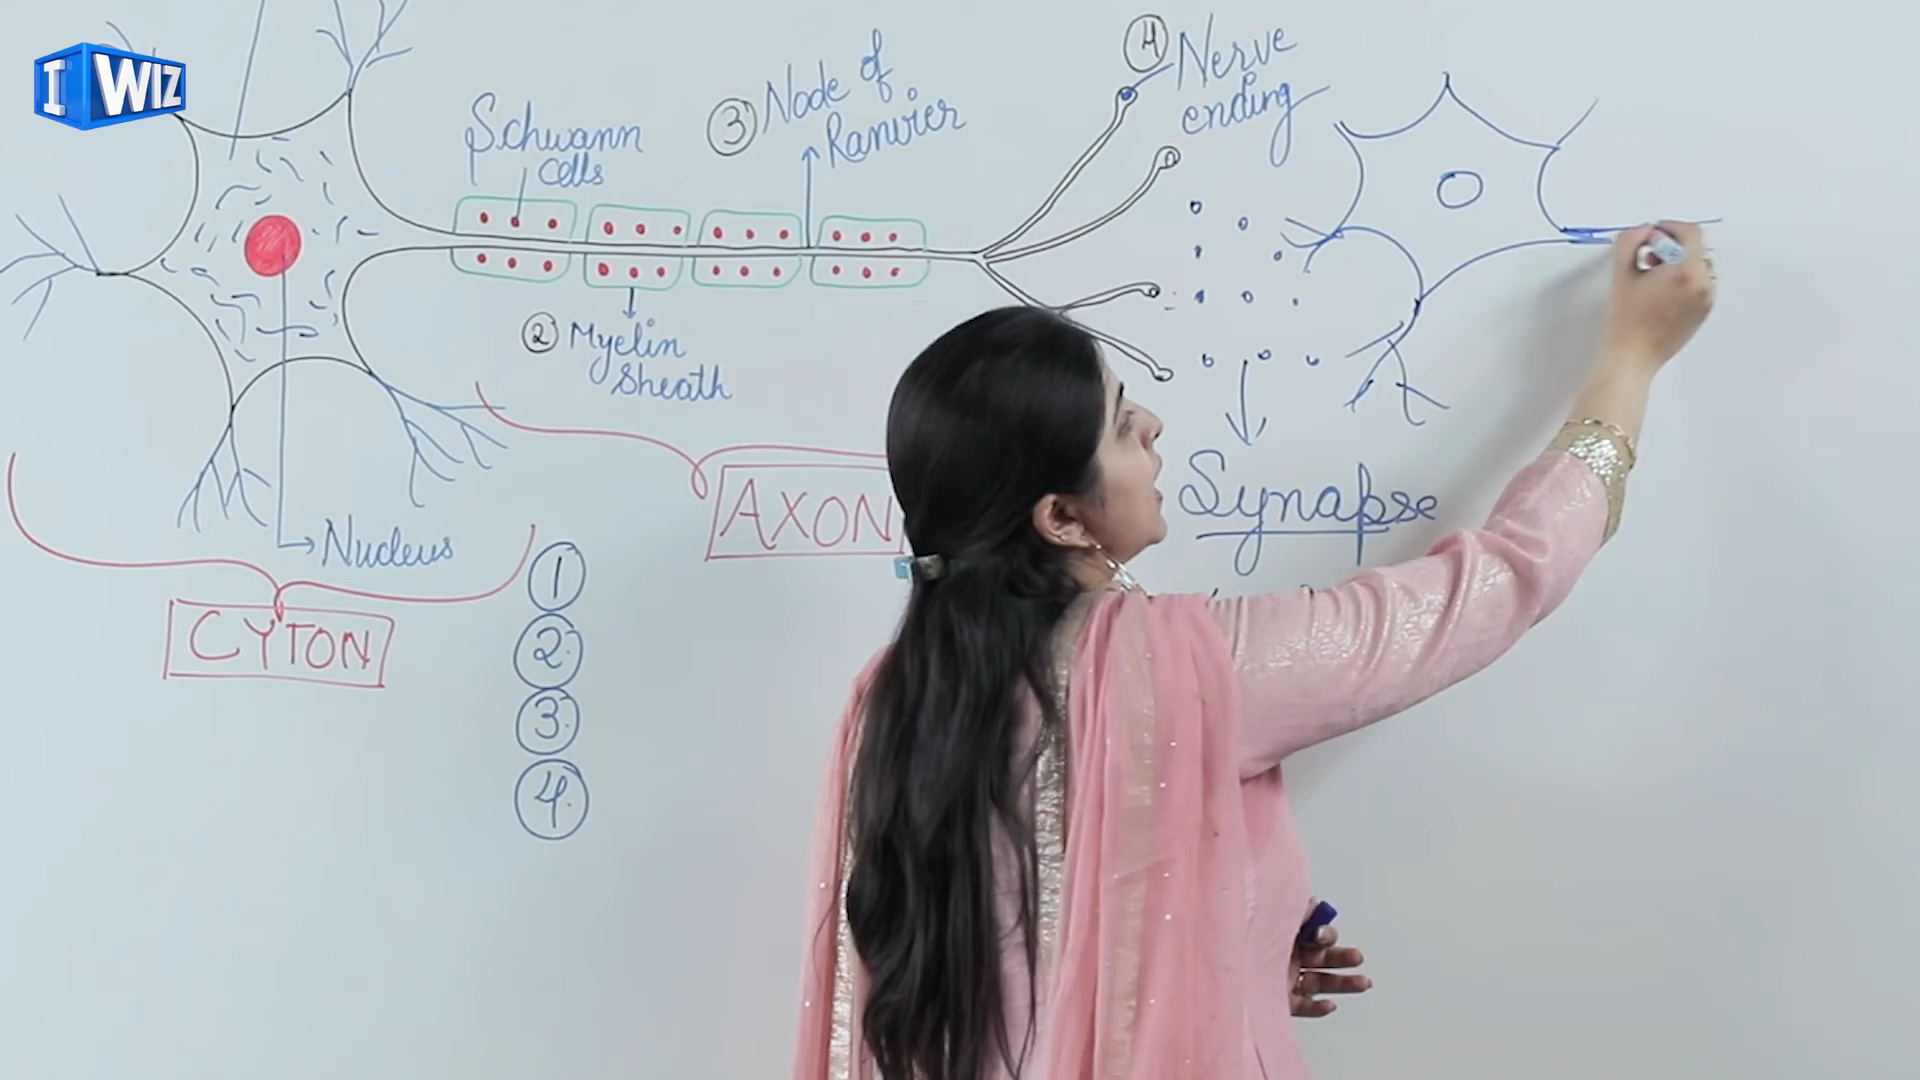 I WIZ
4 Nerve
ending
3 Node of
Ranvier
Schwann
cells
2 Myelin
Sheath
AXON
Synapse
Nucleus
CYTON
1
2.
3.
4.